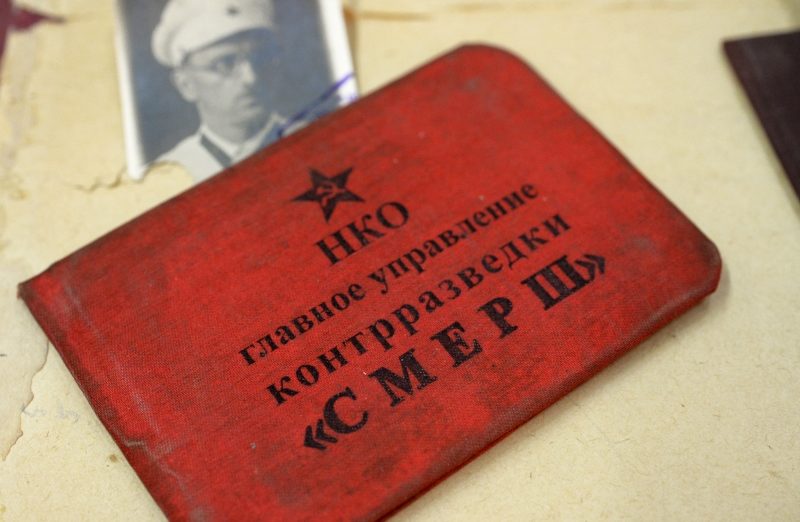 НКО
главное управление
контрразведки
«СМЕРШ»